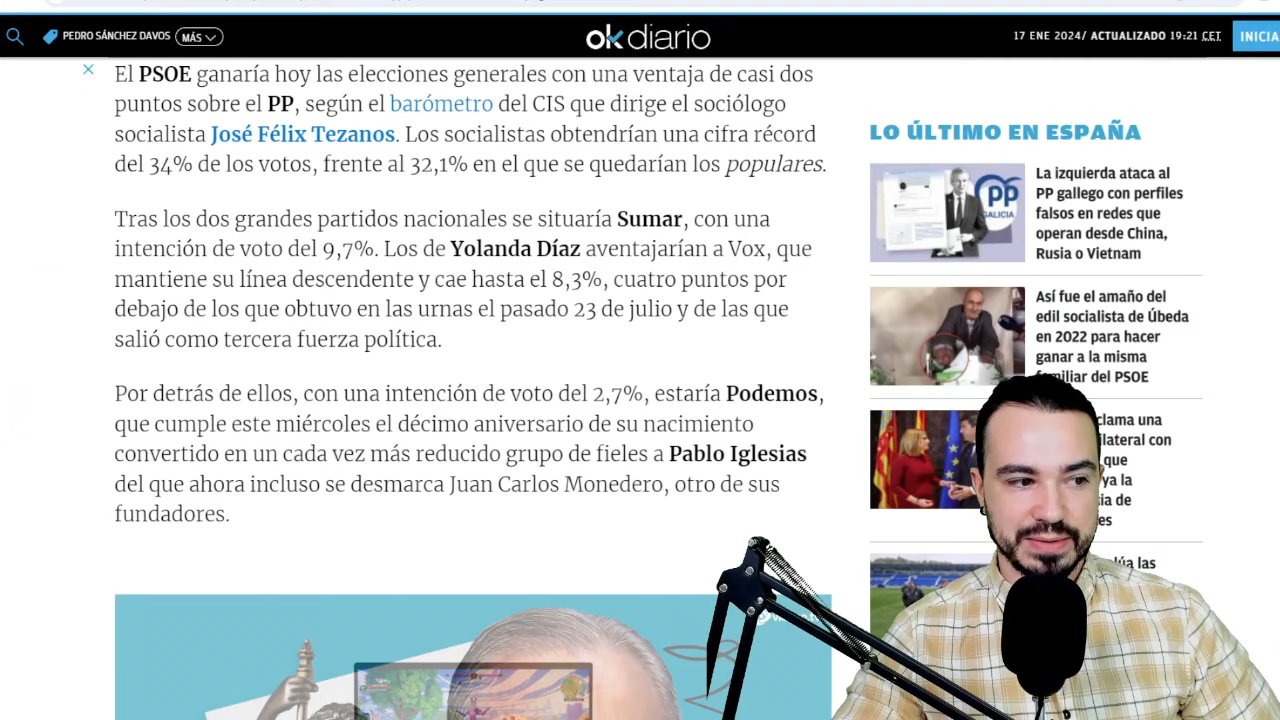 PEDRO SÁNCHEZ DAVOS
MÁS
okdiario
17 ENE 2024/ ACTUALIZADO 19:21 CET
INICIA
El PSOE ganaría hoy las elecciones generales con una ventaja de casi dos
puntos sobre el PP, según el barómetro del CIS que dirige el sociólogo
socialista José Félix Tezanos. Los socialistas obtendrían una cifra récord
del 34% de los votos, frente al 32,1% en el que se quedarían los populares.
Tras los dos grandes partidos nacionales se situaría Sumar, con una
intención de voto del 9,7%. Los de Yolanda Díaz aventajarían a Vox, que
mantiene su línea descendente y cae hasta el 8,3%, cuatro puntos por
debajo de los que obtuvo en las urnas el pasado 23 de julio y de las que
salió como tercera fuerza política.
Por detrás de ellos, con una intención de voto del 2,7%, estaría Podemos,
que cumple este miércoles el décimo aniversario de su nacimiento
convertido en un cada vez más reducido grupo de fieles a Pablo Iglesias
del que ahora incluso se desmarca Juan Carlos Monedero, otro de sus
fundadores.
LO ÚLTIMO EN ESPAÑA
pp
GALICIA
La izquierda ataca al
PP gallego con perfiles
falsos en redes que
operan desde China,
Rusia o Vietnam
Así fue el amaño del
edil socialista de Úbeda
en 2022 para hacer
ganar a la misma
familiar del PSOE
clama una
ilateral con
que
ya la
ia de
es
úa las